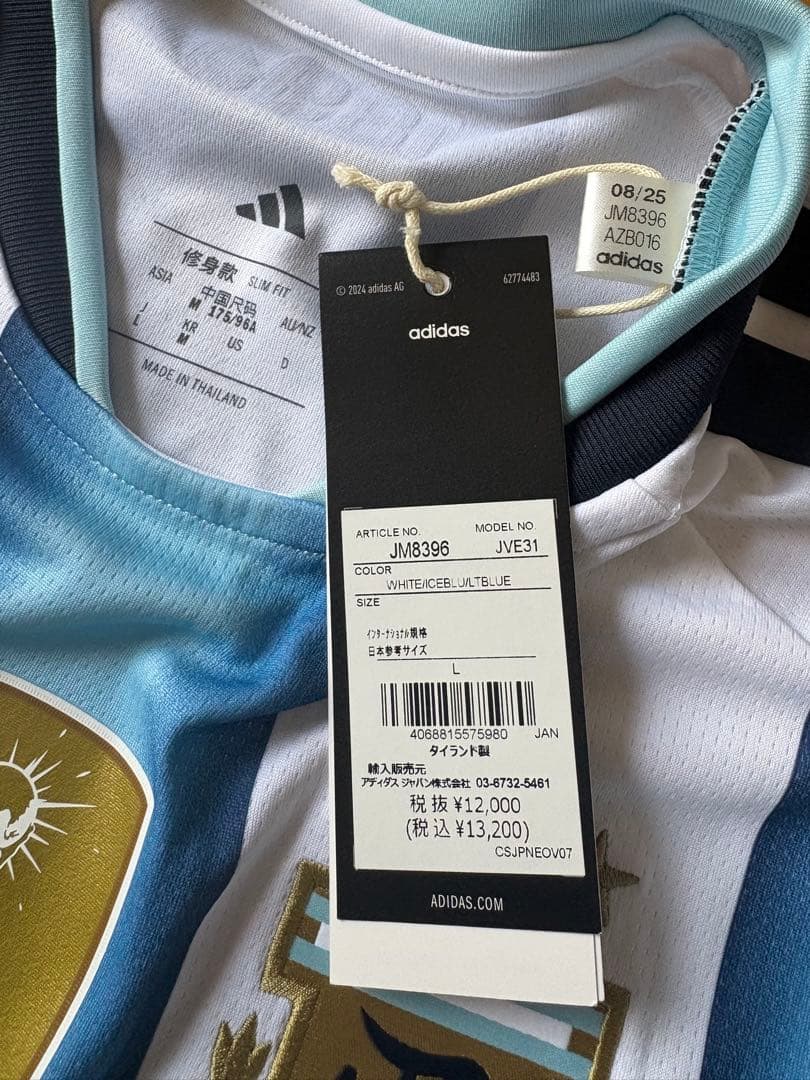 08/25
JM8396
AZB016
adidas
修身款 SLIM FIT
ASIA 中国尺码 AU/NZ
J M 175/96A
L KR US D
M
MADE IN THAILAND
© 2024 adidas AG 62774483
adidas
ARTICLE NO. MODEL NO.
JM8396 JVE31
COLOR
WHITE/ICEBLU/LTBLUE
SIZE
インターナショナル規格
日本参考サイズ
L
4068815575980 JAN
タイランド製
輸入販売元
アディダス ジャパン株式会社 03-6732-5461
税抜 ¥12,000
(税込 ¥13,200)
CSJPNEOV07
ADIDAS.COM